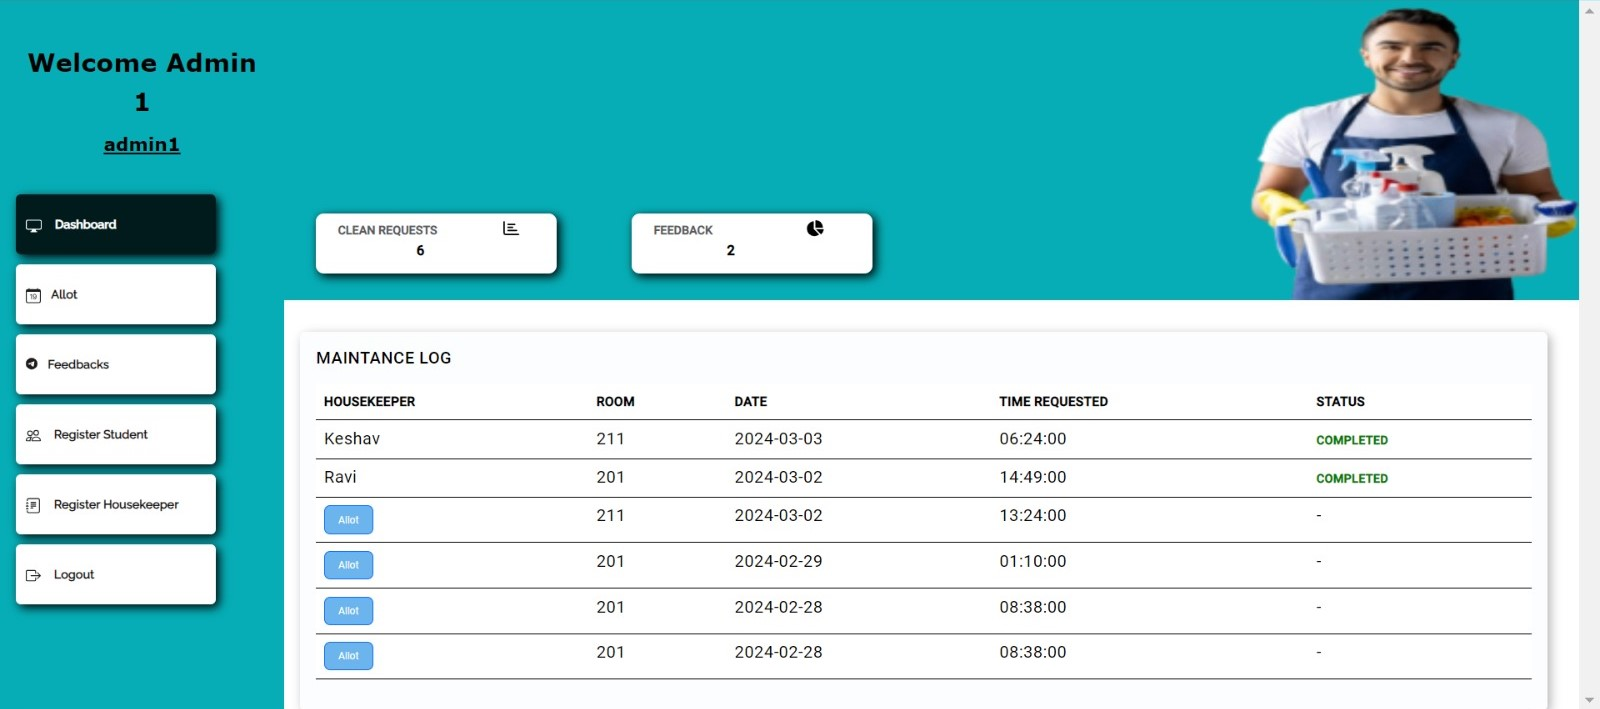 Welcome Admin
1
admin1
Dashboard
Allot
Feedbacks
Register Student
Register Housekeeper
Logout
CLEAN REQUESTS
6
FEEDBACK
2
MAINTANCE LOG
HOUSEKEEPER ROOM DATE TIME REQUESTED STATUS
Keshav 211 2024-03-03 06:24:00 COMPLETED
Ravi 201 2024-03-02 14:49:00 COMPLETED
Allot 211 2024-03-02 13:24:00 -
Allot 201 2024-02-29 01:10:00 -
Allot 201 2024-02-28 08:38:00 -
Allot 201 2024-02-28 08:38:00 -